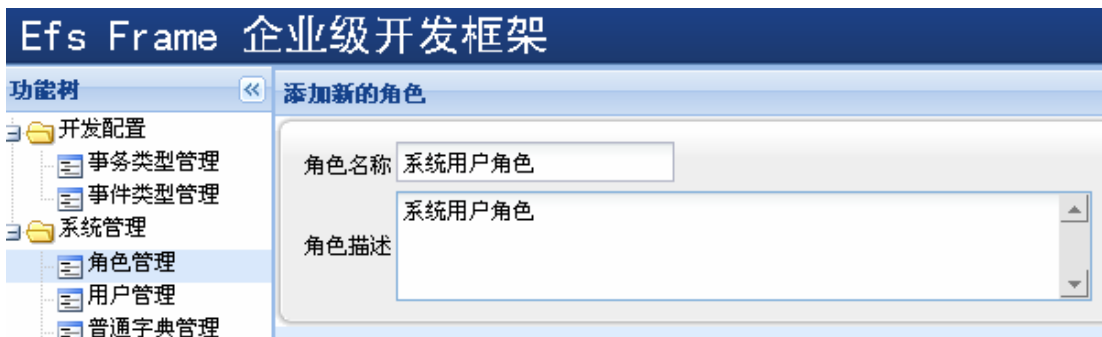 Efs Frame 企业级开发框架
功能树
添加新的角色
开发配置
事务类型管理
事件类型管理
系统管理
角色管理
用户管理
普通字典管理
角色名称 系统用户角色
角色描述 系统用户角色